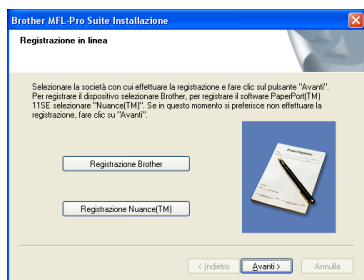 Brother MFL-Pro Suite Installazione
Registrazione in linea
Selezionare la società con cui effettuare la registrazione e fare clic sul pulsante "Avanti".
Per registrare il dispositivo selezionare Brother, per registrare il software PaperPort(TM)
11SE selezionare "Nuance(TM). Se in questo momento si preferisce non effettuare la
registrazione, fare clic su "Avanti".
Registrazione Brother
Registrazione Nuance(TM)
< Indietro
Avanti >
Annulla